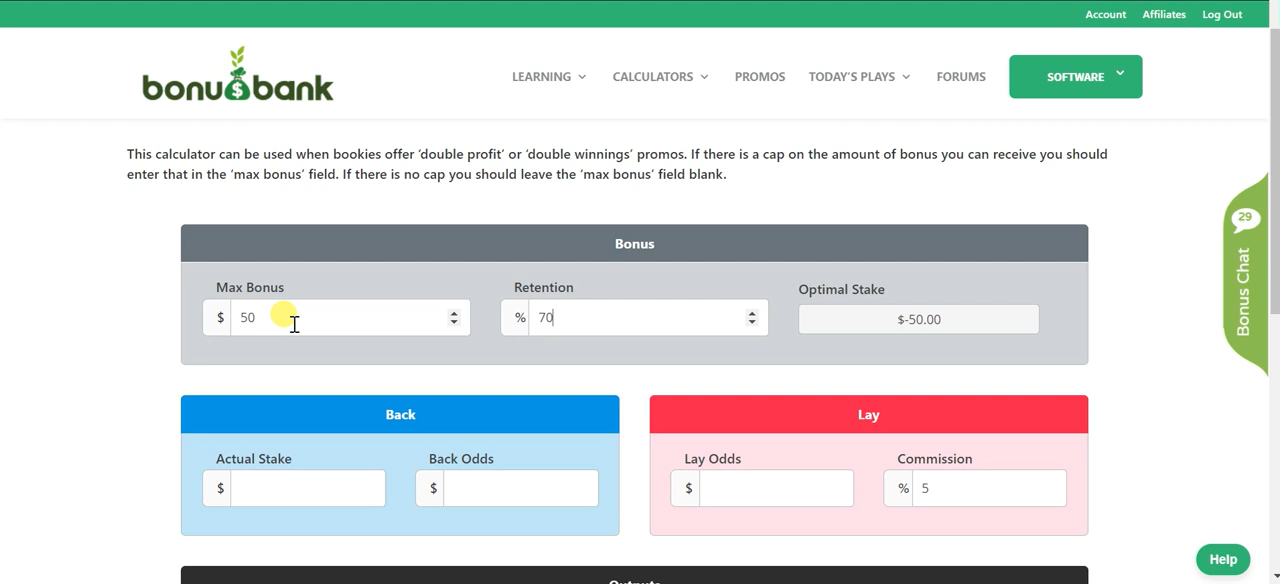 Account Affiliates Log Out
bonu$bank
LEARNING CALCULATORS PROMOS TODAY'S PLAYS FORUMS SOFTWARE
This calculator can be used when bookies offer ‘double profit’ or ‘double winnings’ promos. If there is a cap on the amount of bonus you can receive you should
enter that in the ‘max bonus’ field. If there is no cap you should leave the ‘max bonus’ field blank.
29
Bonus Chat
Bonus
Max Bonus Retention Optimal Stake
$ 50 % 70 $-50.00
Back Lay
Actual Stake Back Odds Lay Odds Commission
$ $ $ % 5
Help
Outputs